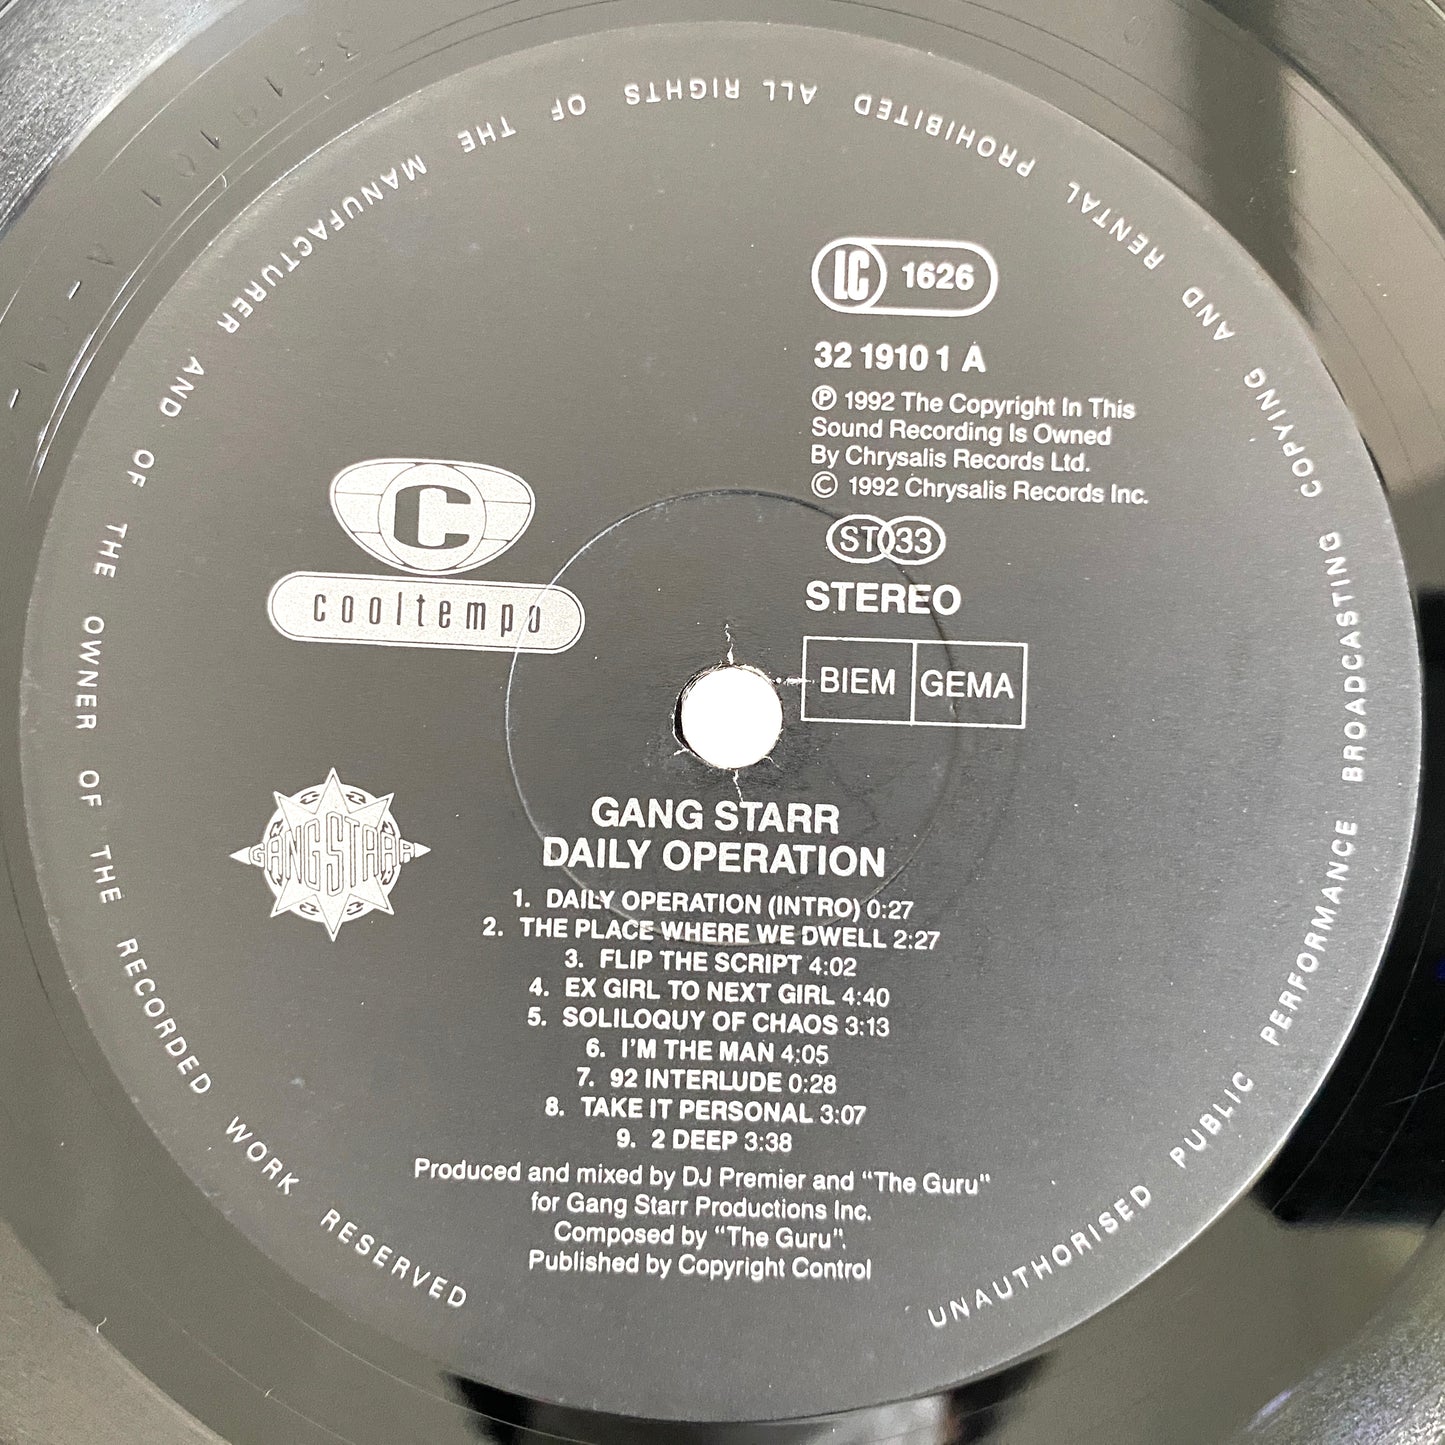 LC 1626
32 1910 1 A
Ⓟ 1992 The Copyright In This
Sound Recording Is Owned
By Chrysalis Records Ltd.
© 1992 Chrysalis Records Inc.
ST 33
STEREO
BIEM GEMA
C
cooltempo
GANG STARR
GANG STARR
DAILY OPERATION
1. DAILY OPERATION (INTRO) 0:27
2. THE PLACE WHERE WE DWELL 2:27
3. FLIP THE SCRIPT 4:02
4. EX GIRL TO NEXT GIRL 4:40
5. SOLILOQUY OF CHAOS 3:13
6. I'M THE MAN 4:05
7. 92 INTERLUDE 0:28
8. TAKE IT PERSONAL 3:07
9. 2 DEEP 3:38
Produced and mixed by DJ Premier and "The Guru"
for Gang Starr Productions Inc.
Composed by "The Guru".
Published by Copyright Control
ALL RIGHTS OF THE MANUFACTURER AND OF THE OWNER OF THE RECORDED WORK RESERVED
UNAUTHORISED PUBLIC PERFORMANCE BROADCASTING COPYING AND RENTAL PROHIBITED